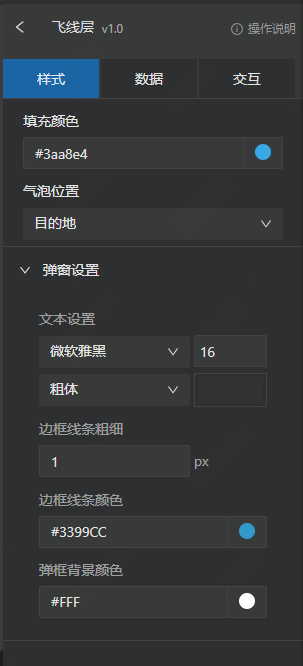 飞线层 v1.0 操作说明
样式 数据 交互
填充颜色
#3aa8e4
气泡位置
目的地
弹窗设置
文本设置
微软雅黑 16
粗体
边框线条粗细
1 px
边框线条颜色
#3399CC
弹框背景颜色
#FFF